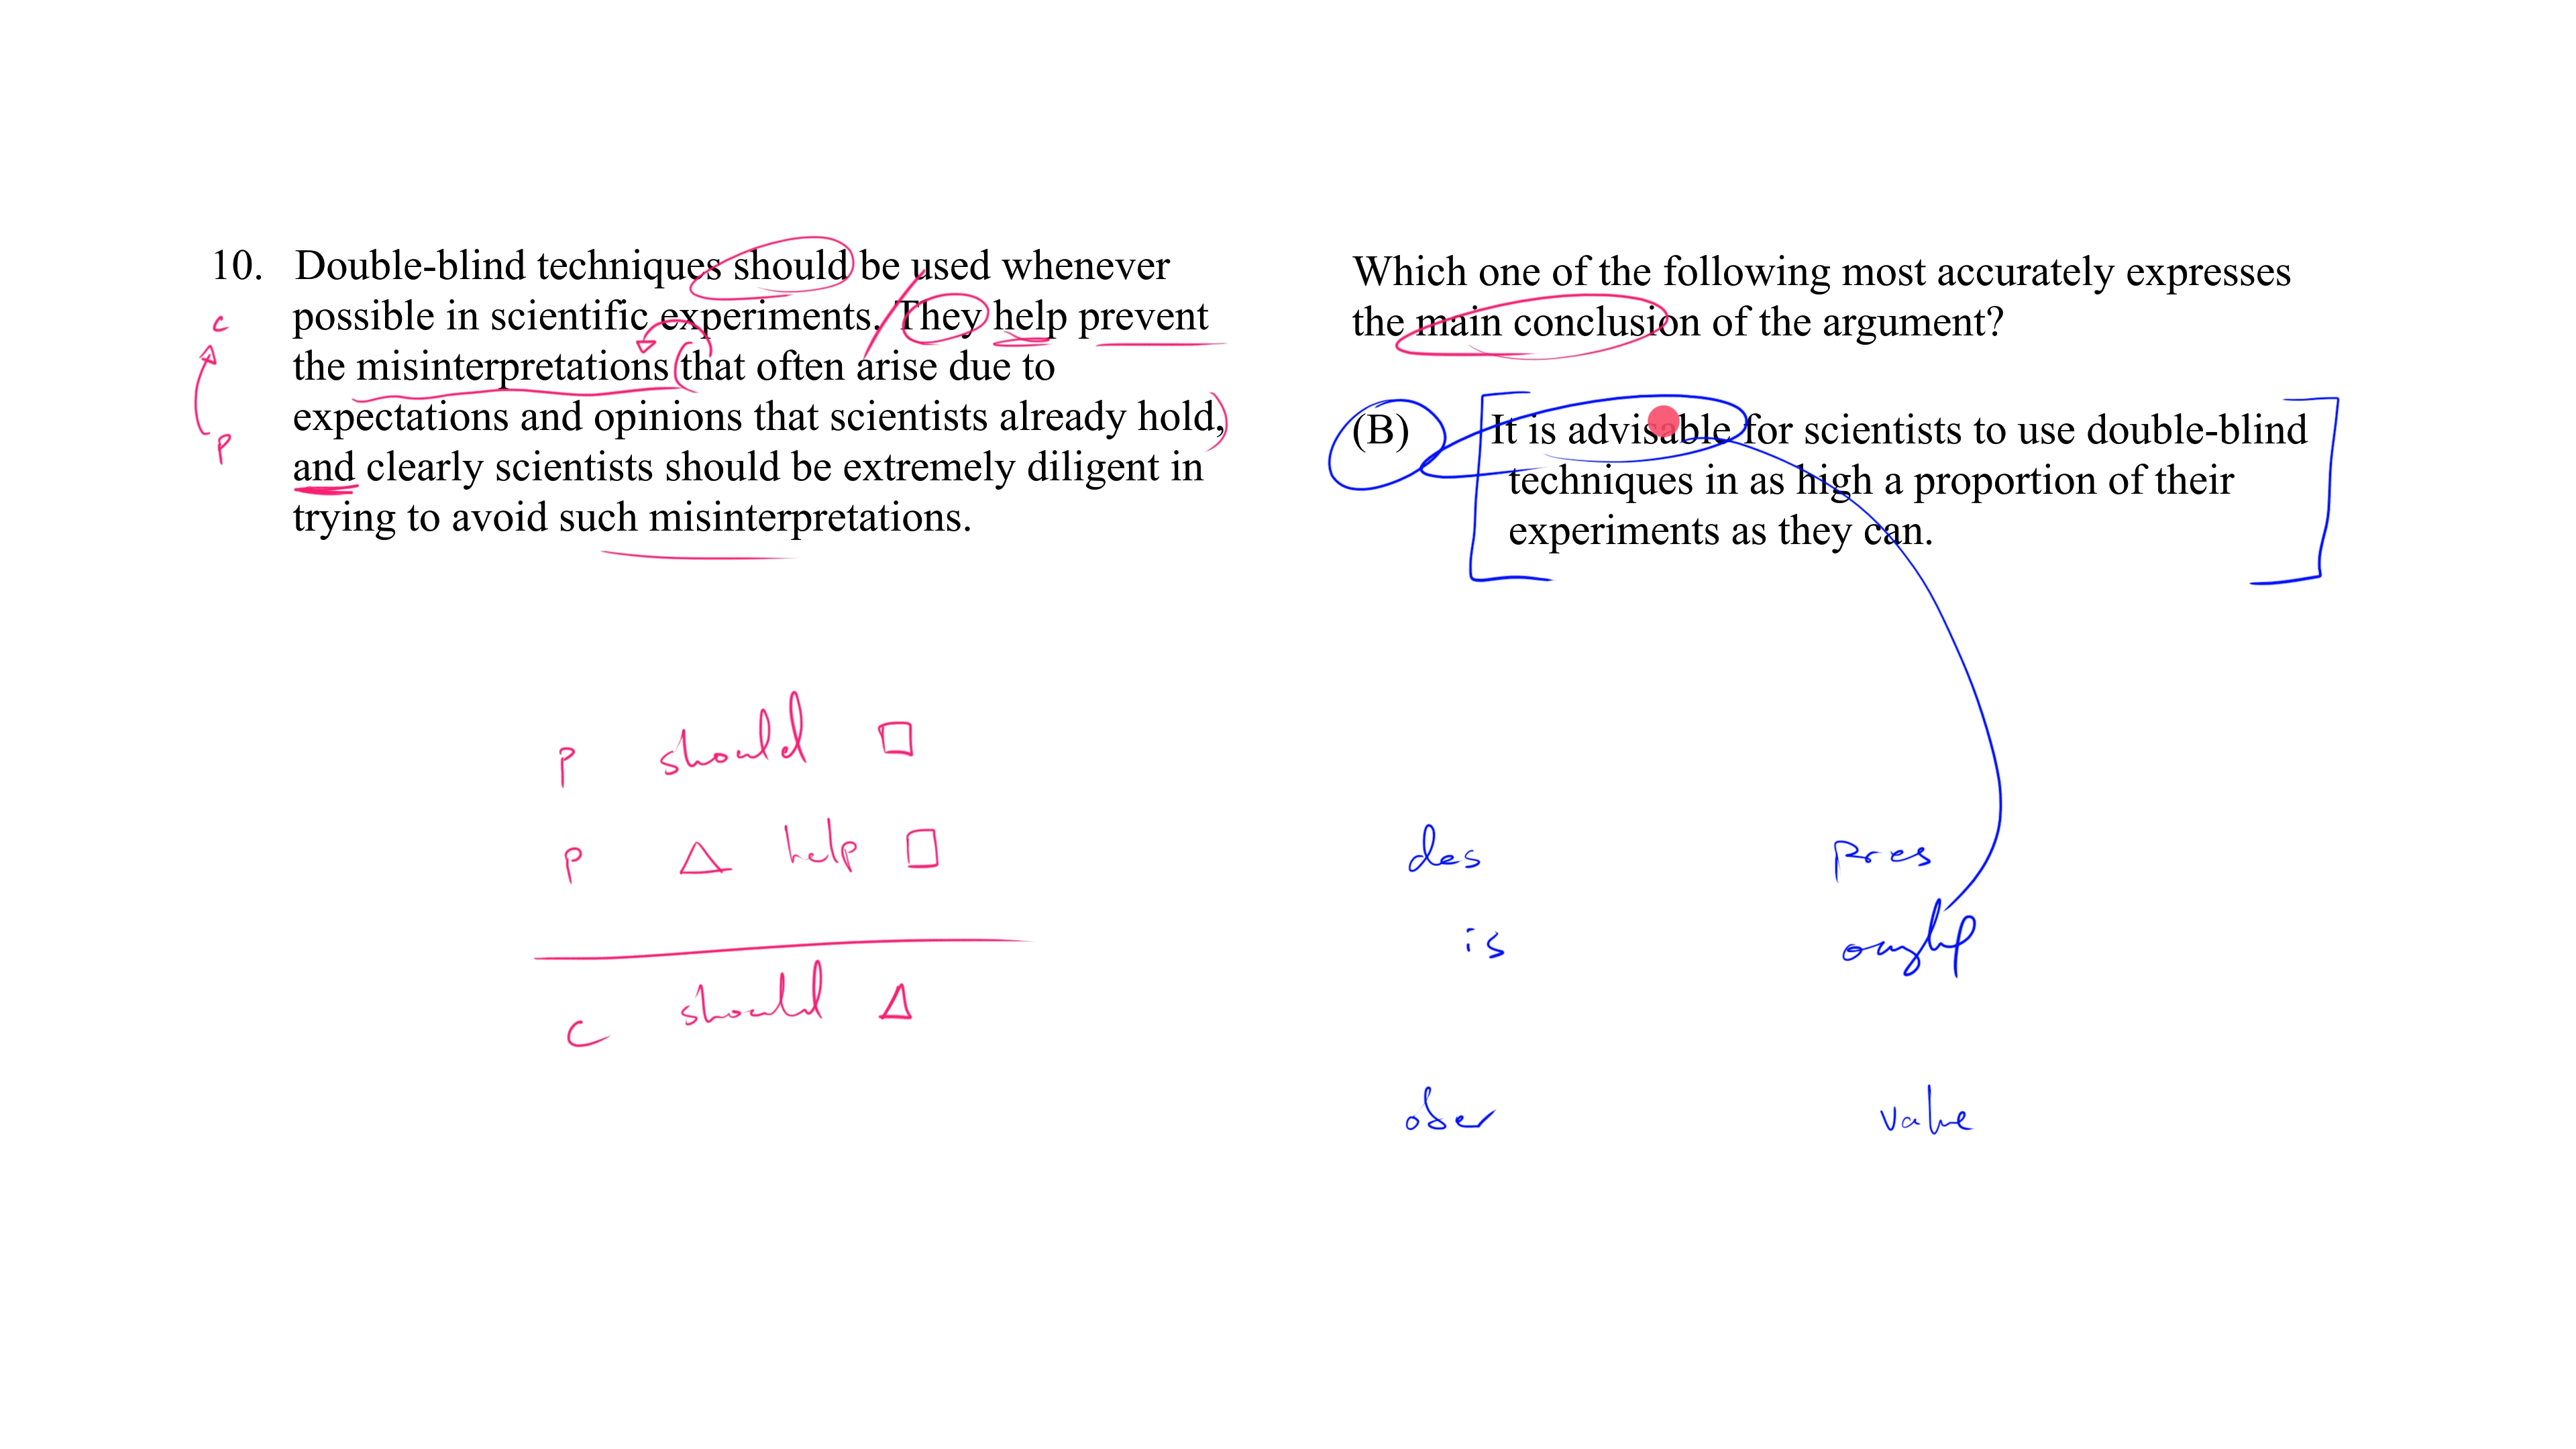 10. Double-blind techniques should be used whenever
possible in scientific experiments. They help prevent
the misinterpretations that often arise due to
expectations and opinions that scientists already hold,
and clearly scientists should be extremely diligent in
trying to avoid such misinterpretations.
c
p
p should □
p △ help □
c should △
Which one of the following most accurately expresses
the main conclusion of the argument?
(B) It is advisable for scientists to use double-blind
techniques in as high a proportion of their
experiments as they can.
des pres
is ought
value